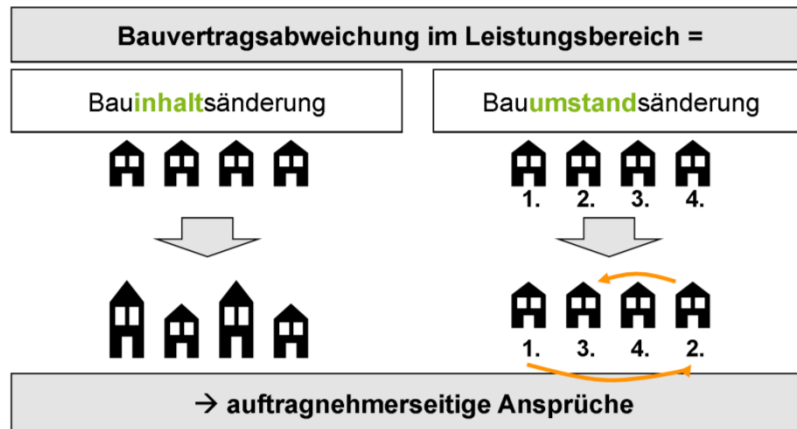 Bauvertragsabweichung im Leistungsbereich =
Bauinhaltsänderung
Bauumstandsänderung
1. 2. 3. 4.
1. 3. 4. 2.
→ auftragnehmerseitige Ansprüche